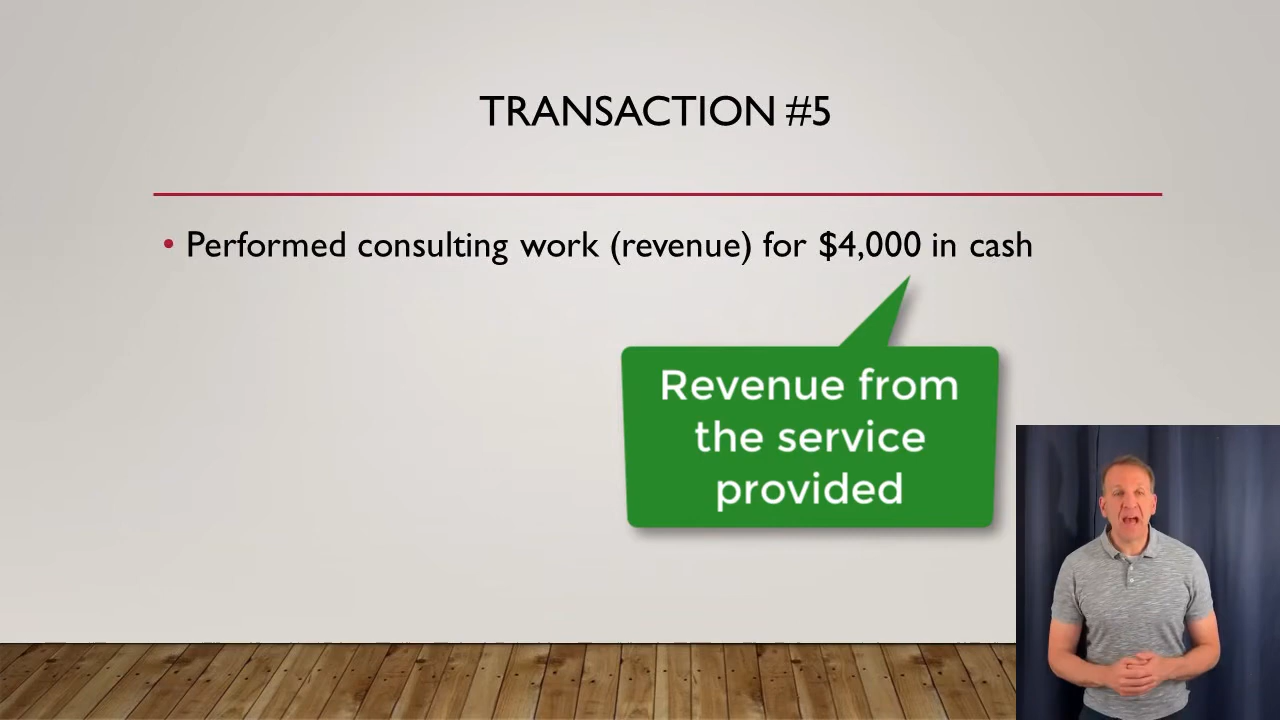 TRANSACTION #5
• Performed consulting work (revenue) for $4,000 in cash
Revenue from
the service
provided